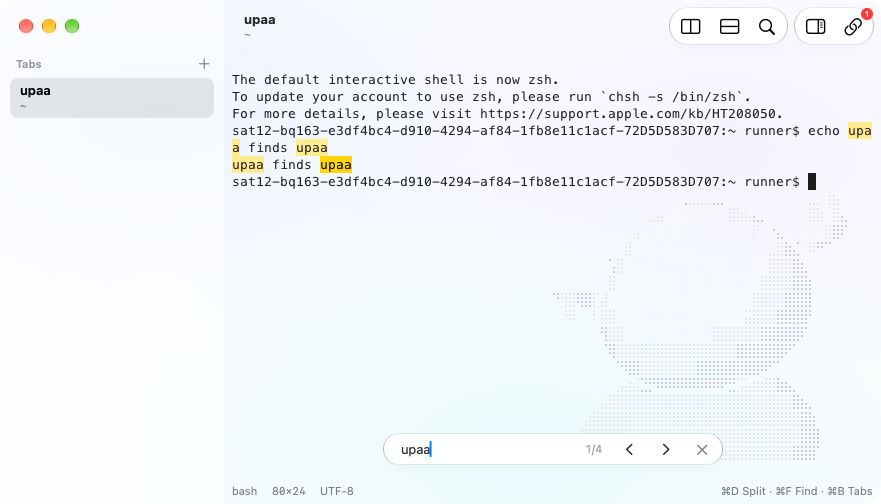 upaa
~
Tabs
+
upaa
~
1
The default interactive shell is now zsh.
To update your account to use zsh, please run `chsh -s /bin/zsh`.
For more details, please visit https://support.apple.com/kb/HT208050.
sat12-bq163-e3df4bc4-d910-4294-af84-1fb8e11c1acf-72D5D583D707:~ runner$ echo upa
a finds upaa
upaa finds upaa
sat12-bq163-e3df4bc4-d910-4294-af84-1fb8e11c1acf-72D5D583D707:~ runner$
upaa 1/4
bash 80×24 UTF-8 ⌘D Split · ⌘F Find · ⌘B Tabs